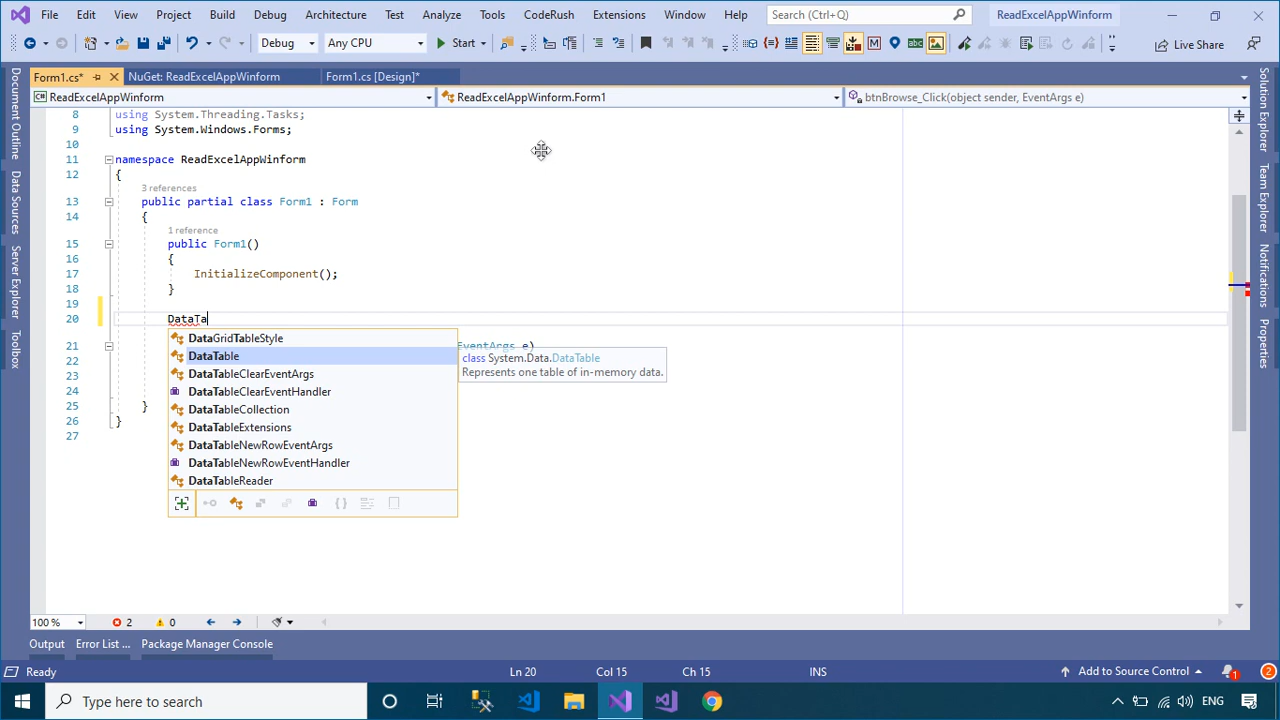 File Edit View Project Build Debug Architecture Test Analyze Tools CodeRush Extensions Window Help Search (Ctrl+Q) ReadExcelAppWinform
Debug Any CPU Start Live Share
Form1.cs* NuGet: ReadExcelAppWinform Form1.cs [Design]*
ReadExcelAppWinform ReadExcelAppWinform.Form1 btnBrowse_Click(object sender, EventArgs e)
8 using System.Threading.Tasks;
9 using System.Windows.Forms;
10
11 namespace ReadExcelAppWinform
12 {
3 references
13 public partial class Form1 : Form
14 {
1 reference
15 public Form1()
16 {
17 InitializeComponent();
18 }
19
20 DataTa
DataGridTableStyle
21 EventArgs e)
22 DataTable class System.Data.DataTable
23 DataTableClearEventArgs Represents one table of in-memory data.
24 DataTableClearEventHandler
25 } DataTableCollection
26 } DataTableExtensions
27 DataTableNewRowEventArgs
DataTableNewRowEventHandler
DataTableReader
100 % 2 0
Output Error List ... Package Manager Console
Ready Ln 20 Col 15 Ch 15 INS Add to Source Control 1 2
Type here to search ENG
Document Outline
Data Sources
Server Explorer
Toolbox
Solution Explorer
Team Explorer
Notifications
Properties